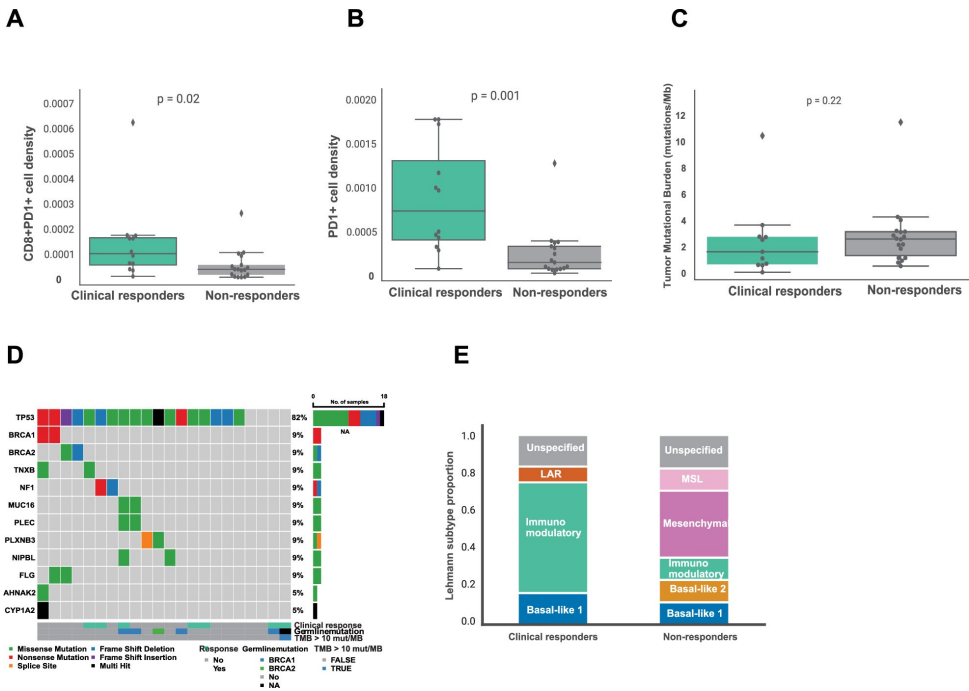 A
B
C
p = 0.02
CD8+PD1+ cell density
0.0007
0.0006
0.0005
0.0004
0.0003
0.0002
0.0001
0
Clinical responders
Non-responders
p = 0.001
PD1+ cell density
0.0020
0.0015
0.0010
0.0005
0
Clinical responders
Non-responders
p = 0.22
Tumor Mutational Burden (mutations/Mb)
12
10
8
6
4
2
0
Clinical responders
Non-responders
D
0 18
No. of samples
TP53 82%
NA
BRCA1 9%
BRCA2 9%
TNXB 9%
NF1 9%
MUC16 9%
PLEC 9%
PLXNB3 9%
NIPBL 9%
FLG 9%
AHNAK2 5%
CYP1A2 5%
Clinical response
Germlinemutation
TMB > 10 mut/MB
Missense Mutation
Nonsense Mutation
Splice Site
Frame Shift Deletion
Frame Shift Insertion
Multi Hit
Response
No
Yes
Germlinemutation
BRCA1
BRCA2
No
NA
TMB > 10 mut/MB
FALSE
TRUE
E
Lehmann subtype proportion
1.0
0.8
0.6
0.4
0.2
0
Unspecified
LAR
Immuno
modulatory
Basal-like 1
Clinical responders
Unspecified
MSL
Mesenchyma
Immuno
modulatory
Basal-like 2
Basal-like 1
Non-responders